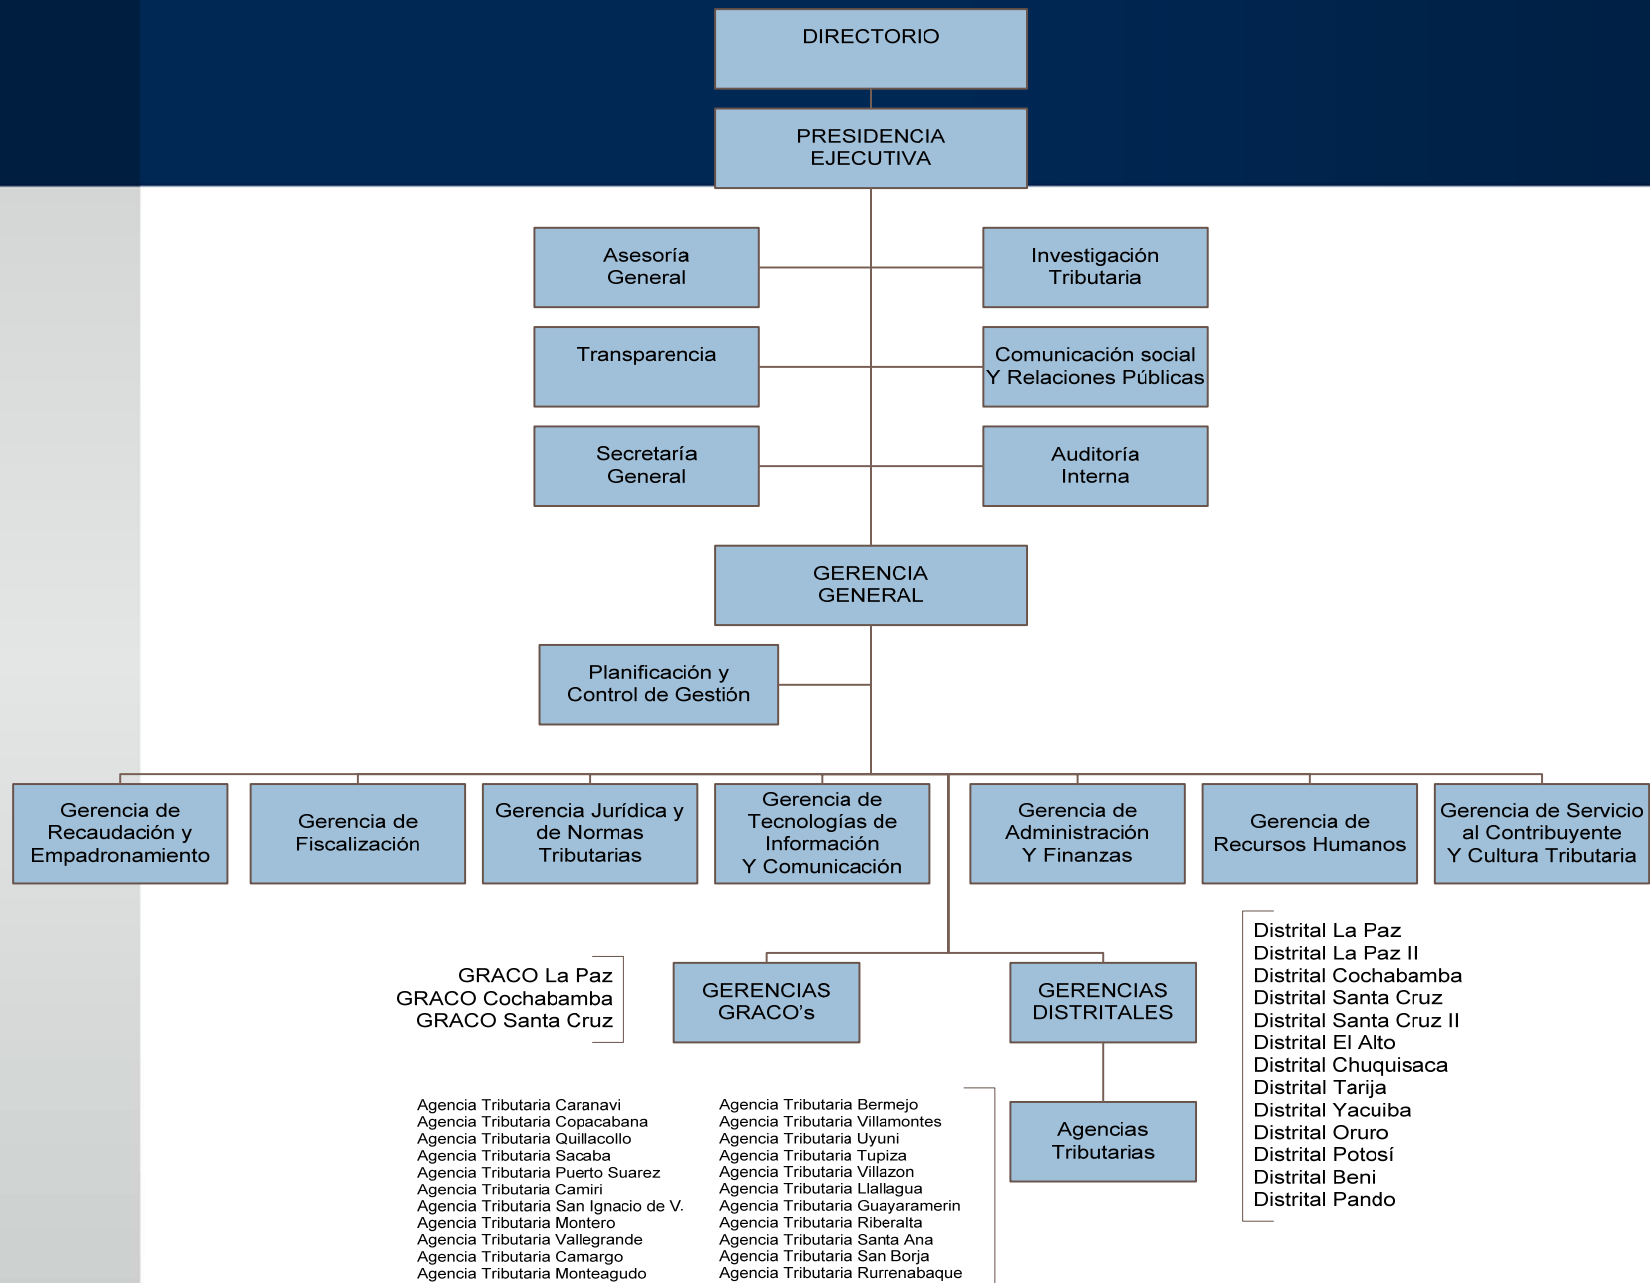 DIRECTORIO
PRESIDENCIA
EJECUTIVA
Asesoría
General
Investigación
Tributaria
Transparencia
Comunicación social
Y Relaciones Públicas
Secretaría
General
Auditoría
Interna
GERENCIA
GENERAL
Planificación y
Control de Gestión
Gerencia de
Recaudación y
Empadronamiento
Gerencia de
Fiscalización
Gerencia Jurídica y
de Normas
Tributarias
Gerencia de
Tecnologías de
Información
Y Comunicación
Gerencia de
Administración
Y Finanzas
Gerencia de
Recursos Humanos
Gerencia de Servicio
al Contribuyente
Y Cultura Tributaria
GRACO La Paz
GRACO Cochabamba
GRACO Santa Cruz
GERENCIAS
GRACO's
GERENCIAS
DISTRITALES
Distrital La Paz
Distrital La Paz II
Distrital Cochabamba
Distrital Santa Cruz
Distrital Santa Cruz II
Distrital El Alto
Distrital Chuquisaca
Distrital Tarija
Distrital Yacuiba
Distrital Oruro
Distrital Potosí
Distrital Beni
Distrital Pando
Agencias
Tributarias
Agencia Tributaria Caranavi
Agencia Tributaria Copacabana
Agencia Tributaria Quillacollo
Agencia Tributaria Sacaba
Agencia Tributaria Puerto Suarez
Agencia Tributaria Camiri
Agencia Tributaria San Ignacio de V.
Agencia Tributaria Montero
Agencia Tributaria Vallegrande
Agencia Tributaria Camargo
Agencia Tributaria Monteagudo
Agencia Tributaria Bermejo
Agencia Tributaria Villamontes
Agencia Tributaria Uyuni
Agencia Tributaria Tupiza
Agencia Tributaria Villazon
Agencia Tributaria Llallagua
Agencia Tributaria Guayaramerin
Agencia Tributaria Riberalta
Agencia Tributaria Santa Ana
Agencia Tributaria San Borja
Agencia Tributaria Rurrenabaque